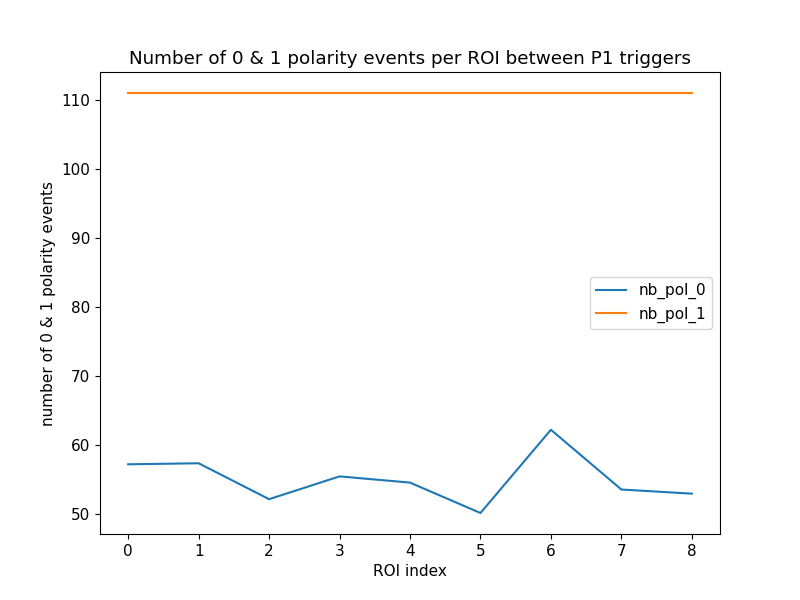 Number of 0 & 1 polarity events per ROI between P1 triggers
number of 0 & 1 polarity events
110
100
90
80
70
60
50
nb_pol_0
nb_pol_1
0 1 2 3 4 5 6 7 8
ROI index